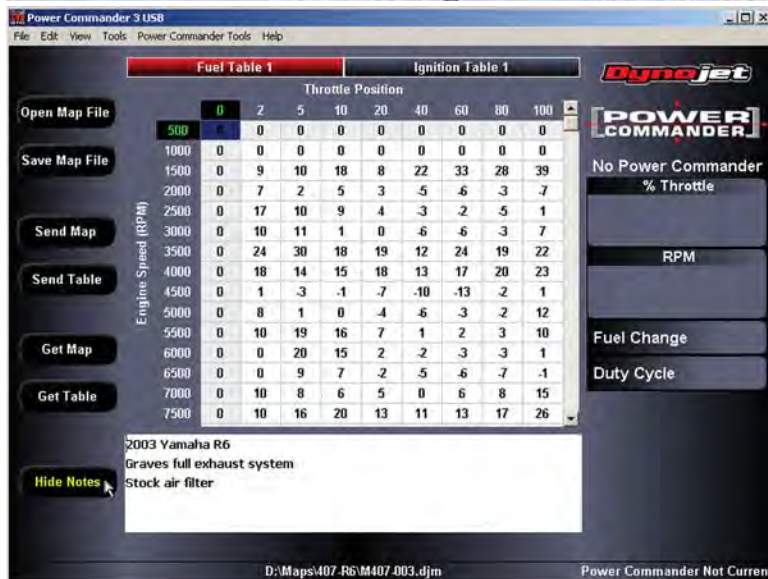 Power Commander 3 USB
File Edit View Tools Power Commander Tools Help
Fuel Table 1 Ignition Table 1
Throttle Position
0 2 5 10 20 40 60 80 100
500 0 0 0 0 0 0 0 0 0
1000 0 0 0 0 0 0 0 0 0
1500 0 9 10 18 8 22 33 28 39
2000 0 7 2 5 3 -5 -6 -3 -7
2500 0 17 10 9 4 -3 -2 -5 1
3000 0 10 11 1 0 -6 -6 -3 7
3500 0 24 30 18 19 12 24 19 22
4000 0 18 14 15 18 13 17 20 23
4500 0 1 -3 -1 -7 -10 -13 -2 1
5000 0 8 1 0 -4 -6 -3 -2 12
5500 0 10 19 16 7 1 2 3 10
6000 0 0 20 15 2 -2 -3 -3 1
6500 0 0 9 7 -2 -5 -6 -7 -1
7000 0 10 8 6 5 0 6 8 15
7500 0 10 16 20 13 11 13 17 26
Engine Speed (RPM)
Open Map File
Save Map File
Send Map
Send Table
Get Map
Get Table
Hide Notes
2003 Yamaha R6
Graves full exhaust system
Stock air filter
Dynojet
POWER
COMMANDER
No Power Commander
% Throttle
RPM
Fuel Change
Duty Cycle
D:\Maps\407-R6\M407-003.djm
Power Commander Not Curren